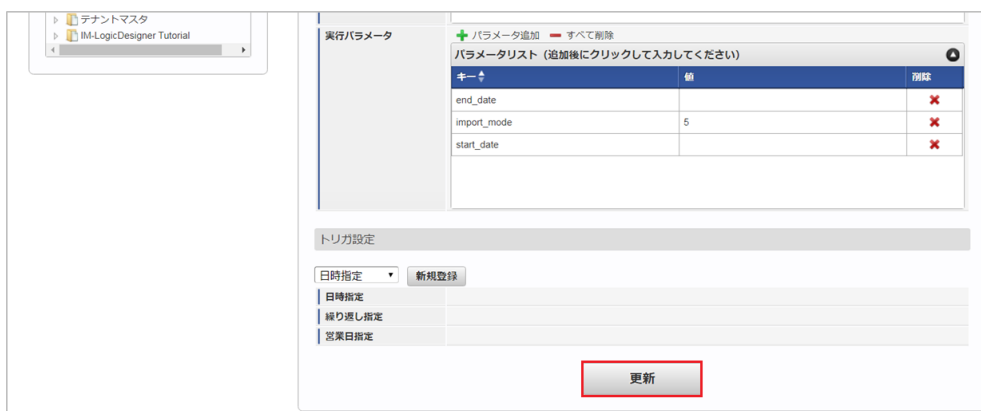 テナントマスタ
IM-LogicDesigner Tutorial
実行パラメータ
パラメータ追加 すべて削除
パラメータリスト（追加後にクリックして入力してください）
キー 値 削除
end_date
import_mode 5
start_date
トリガ設定
日時指定 新規登録
日時指定
繰り返し指定
営業日指定
更新